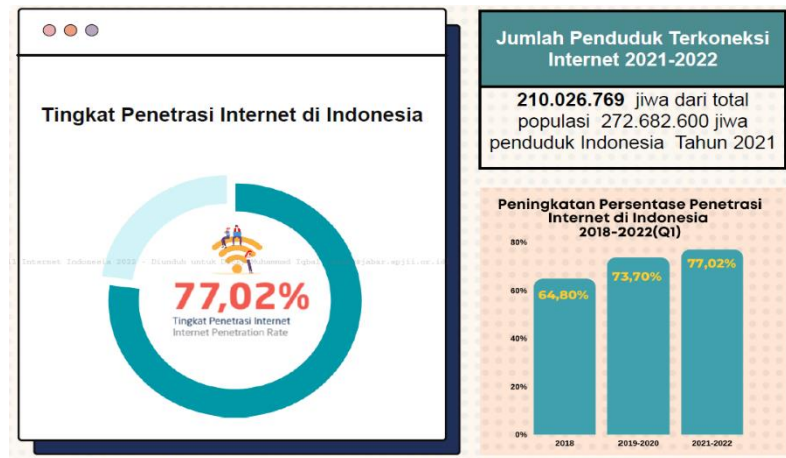 Tingkat Penetrasi Internet di Indonesia
77,02%
Tingkat Penetrasi Internet
Internet Penetration Rate
Jumlah Penduduk Terkoneksi
Internet 2021-2022
210.026.769 jiwa dari total
populasi 272.682.600 jiwa
penduduk Indonesia Tahun 2021
Peningkatan Persentase Penetrasi
Internet di Indonesia
2018-2022(Q1)
80%
60%
40%
20%
0%
64,80%
73,70%
77,02%
2018
2019-2020
2021-2022